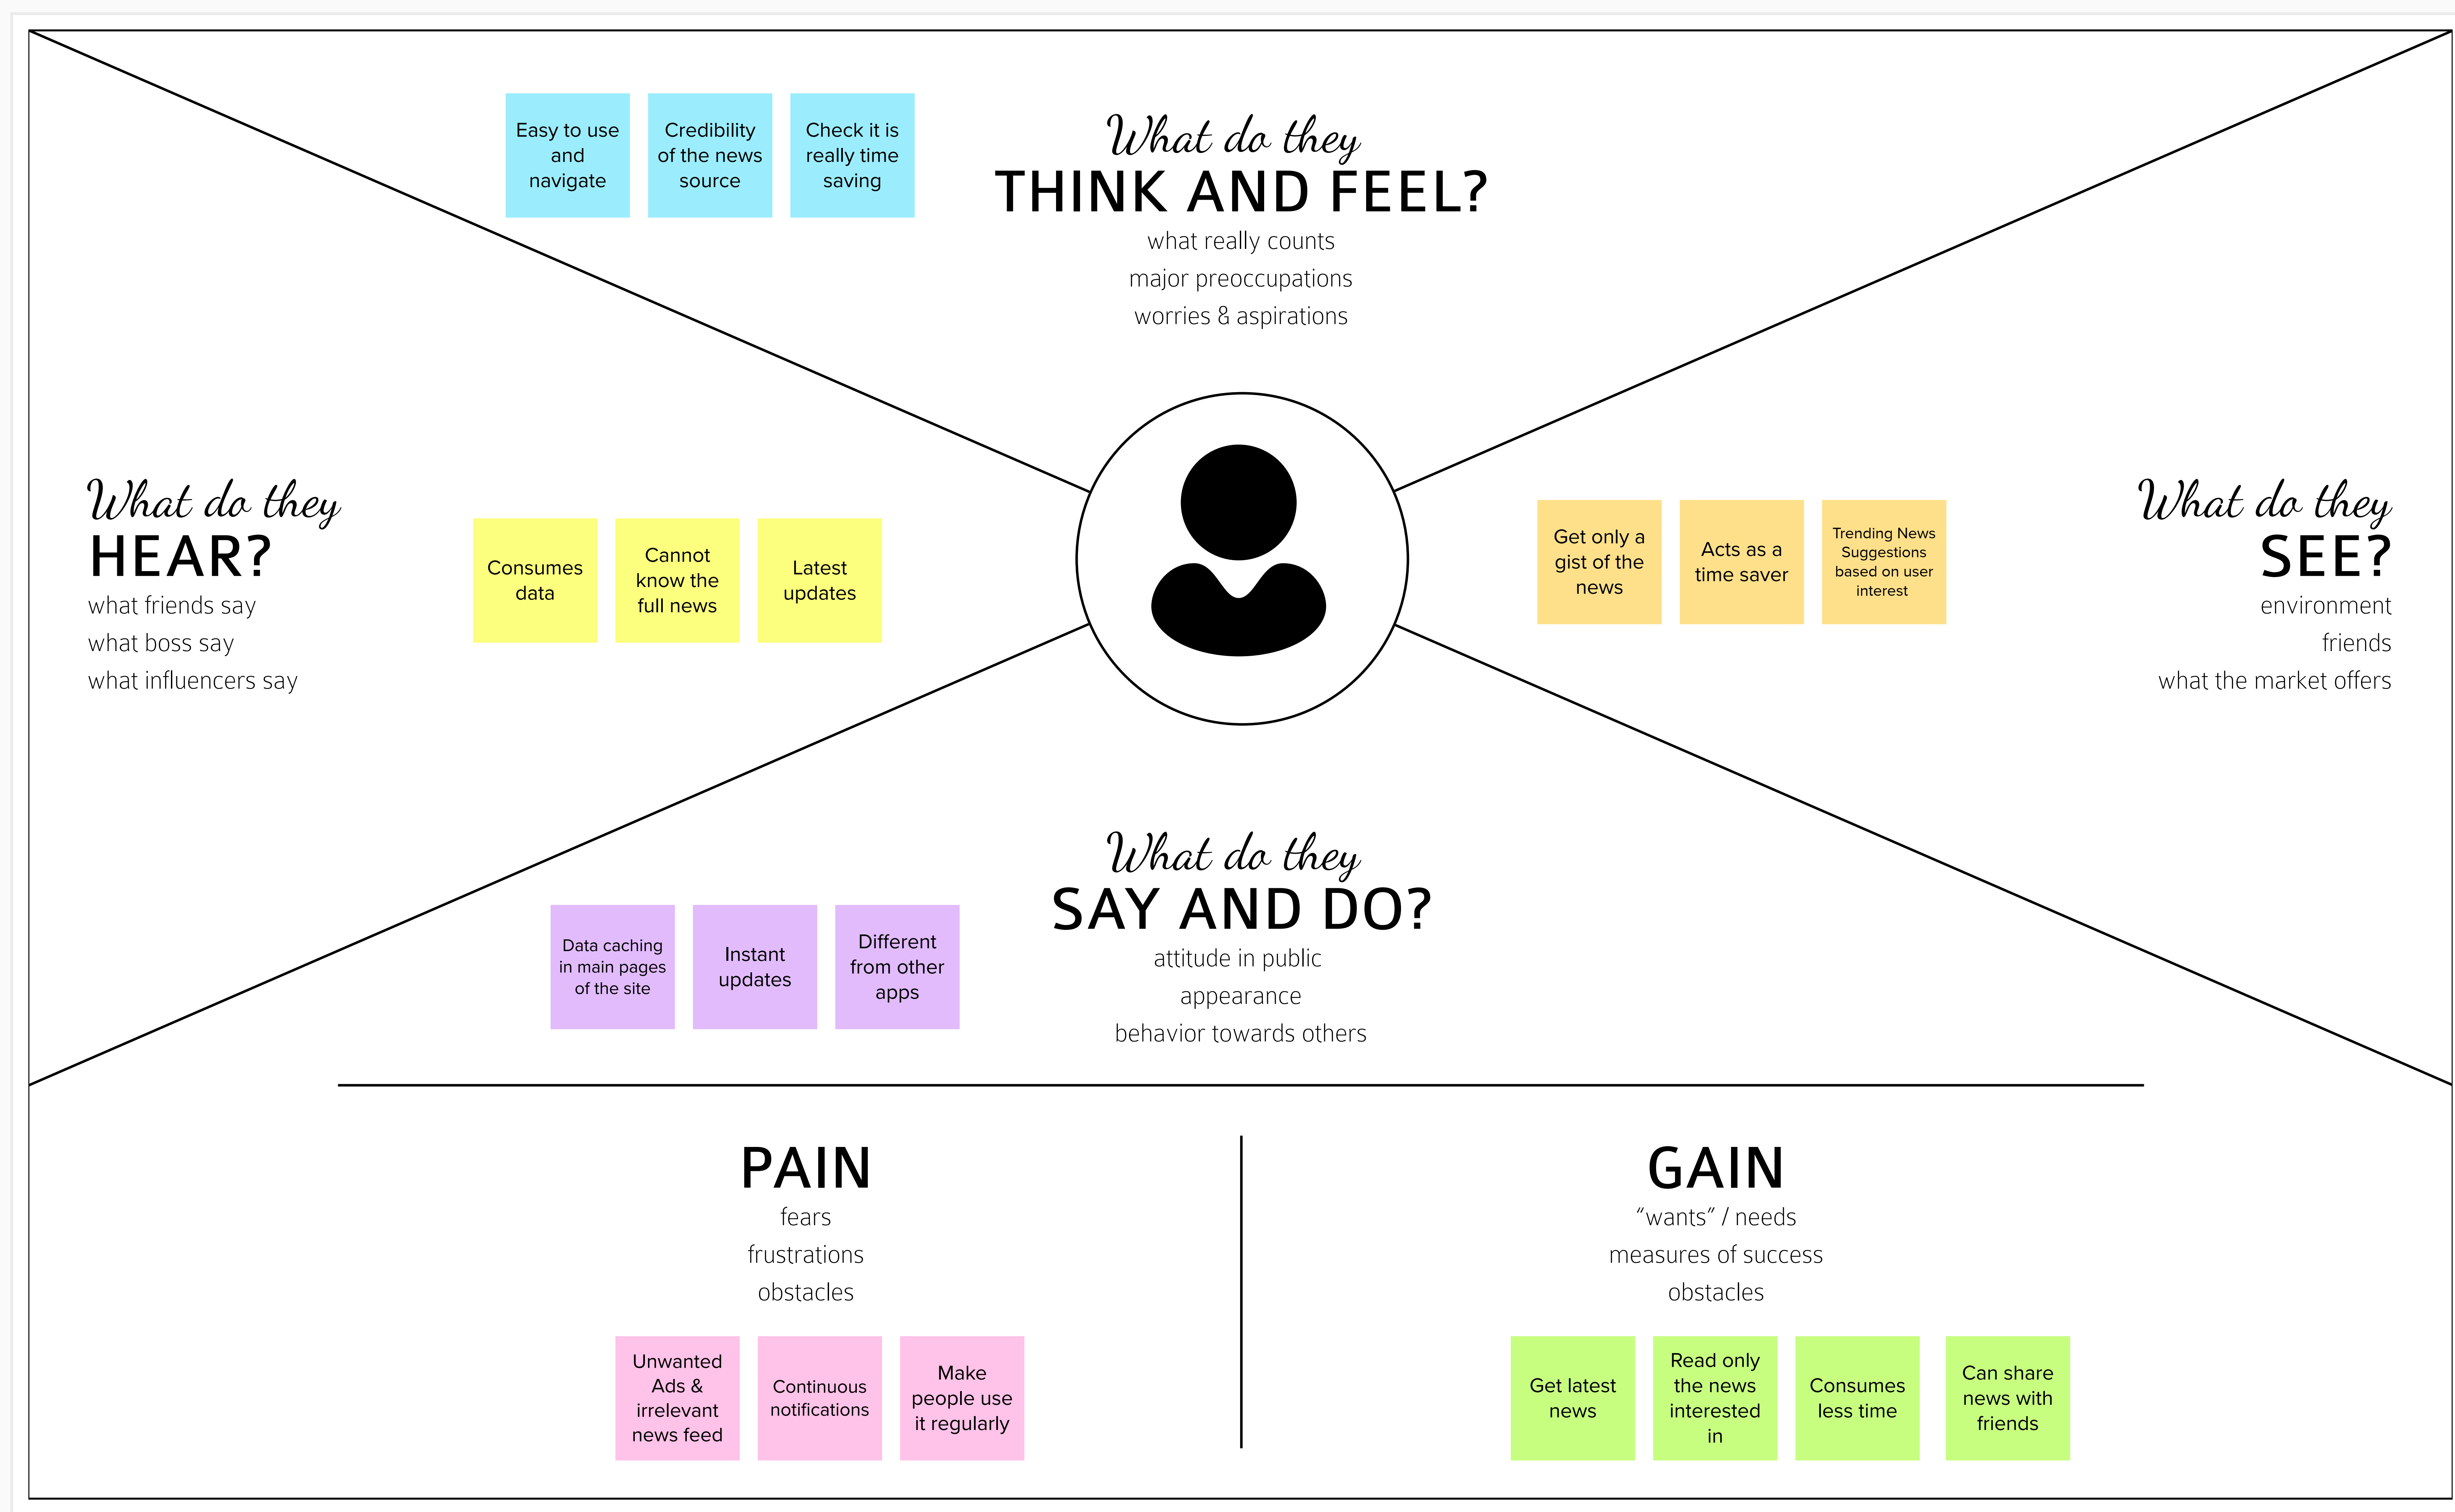 Easy to use
and
navigate
Credibility
of the news
source
Check it is
really time
saving
What do they
THINK AND FEEL?
what really counts
major preoccupations
worries & aspirations
What do they
HEAR?
what friends say
what boss say
what influencers say
Consumes
data
Cannot
know the
full news
Latest
updates
Get only a
gist of the
news
Acts as a
time saver
Trending News
Suggestions
based on user
interest
What do they
SEE?
environment
friends
what the market offers
Data caching
in main pages
of the site
Instant
updates
Different
from other
apps
What do they
SAY AND DO?
attitude in public
appearance
behavior towards others
PAIN
fears
frustrations
obstacles
Unwanted
Ads &
irrelevant
news feed
Continuous
notifications
Make
people use
it regularly
GAIN
“wants” / needs
measures of success
obstacles
Get latest
news
Read only
the news
interested
in
Consumes
less time
Can share
news with
friends